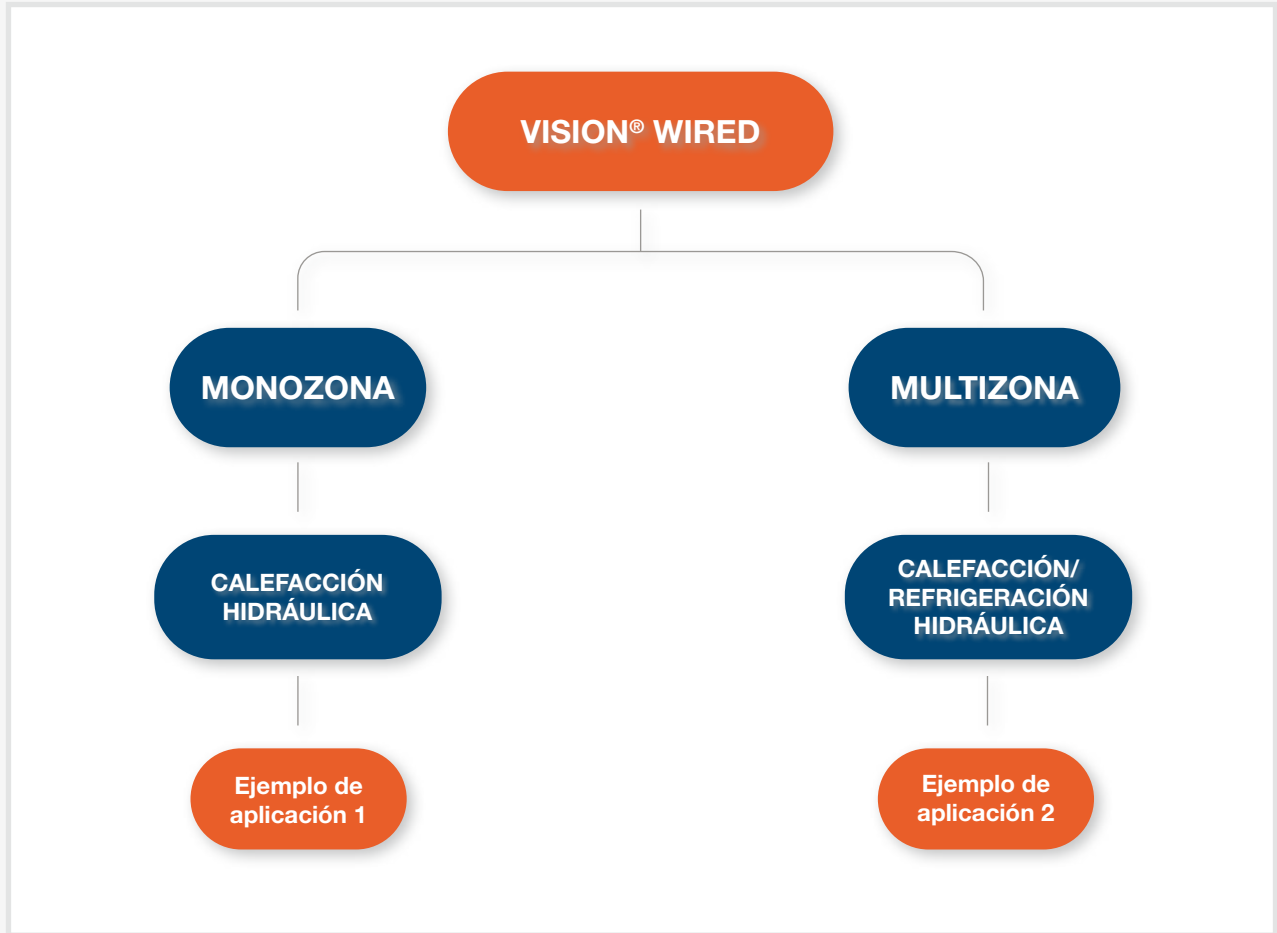 VISION® WIRED
MONOZONA
MULTIZONA
CALEFACCIÓN
HIDRÁULICA
CALEFACCIÓN/
REFRIGERACIÓN
HIDRÁULICA
Ejemplo de
aplicación 1
Ejemplo de
aplicación 2